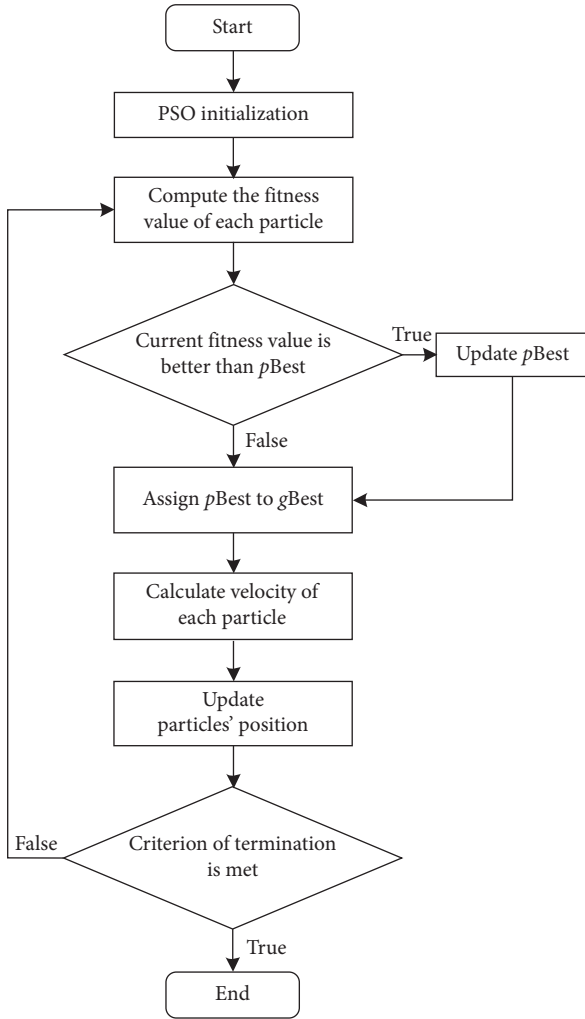 Start
PSO initialization
Compute the fitness
value of each particle
Current fitness value is
better than pBest
True
Update pBest
False
Assign pBest to gBest
Calculate velocity of
each particle
Update
particles' position
Criterion of termination
is met
False
True
End